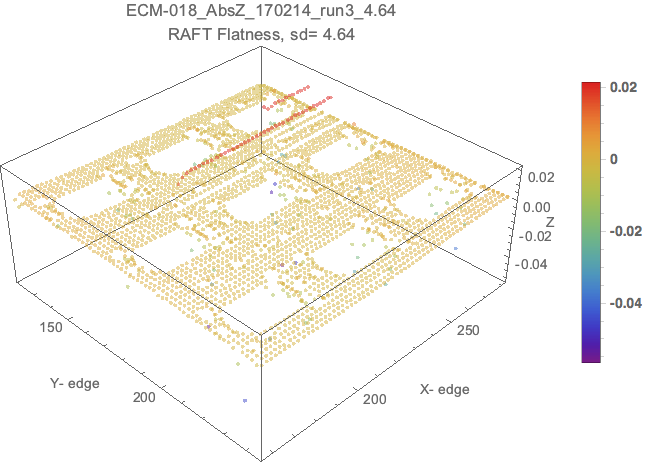 ECM-018_AbsZ_170214_run3_4.64
RAFT Flatness, sd= 4.64
0.02
0
-0.02
-0.04
0.02
0.00
Z
-0.02
-0.04
150
200
Y- edge
250
200
X- edge